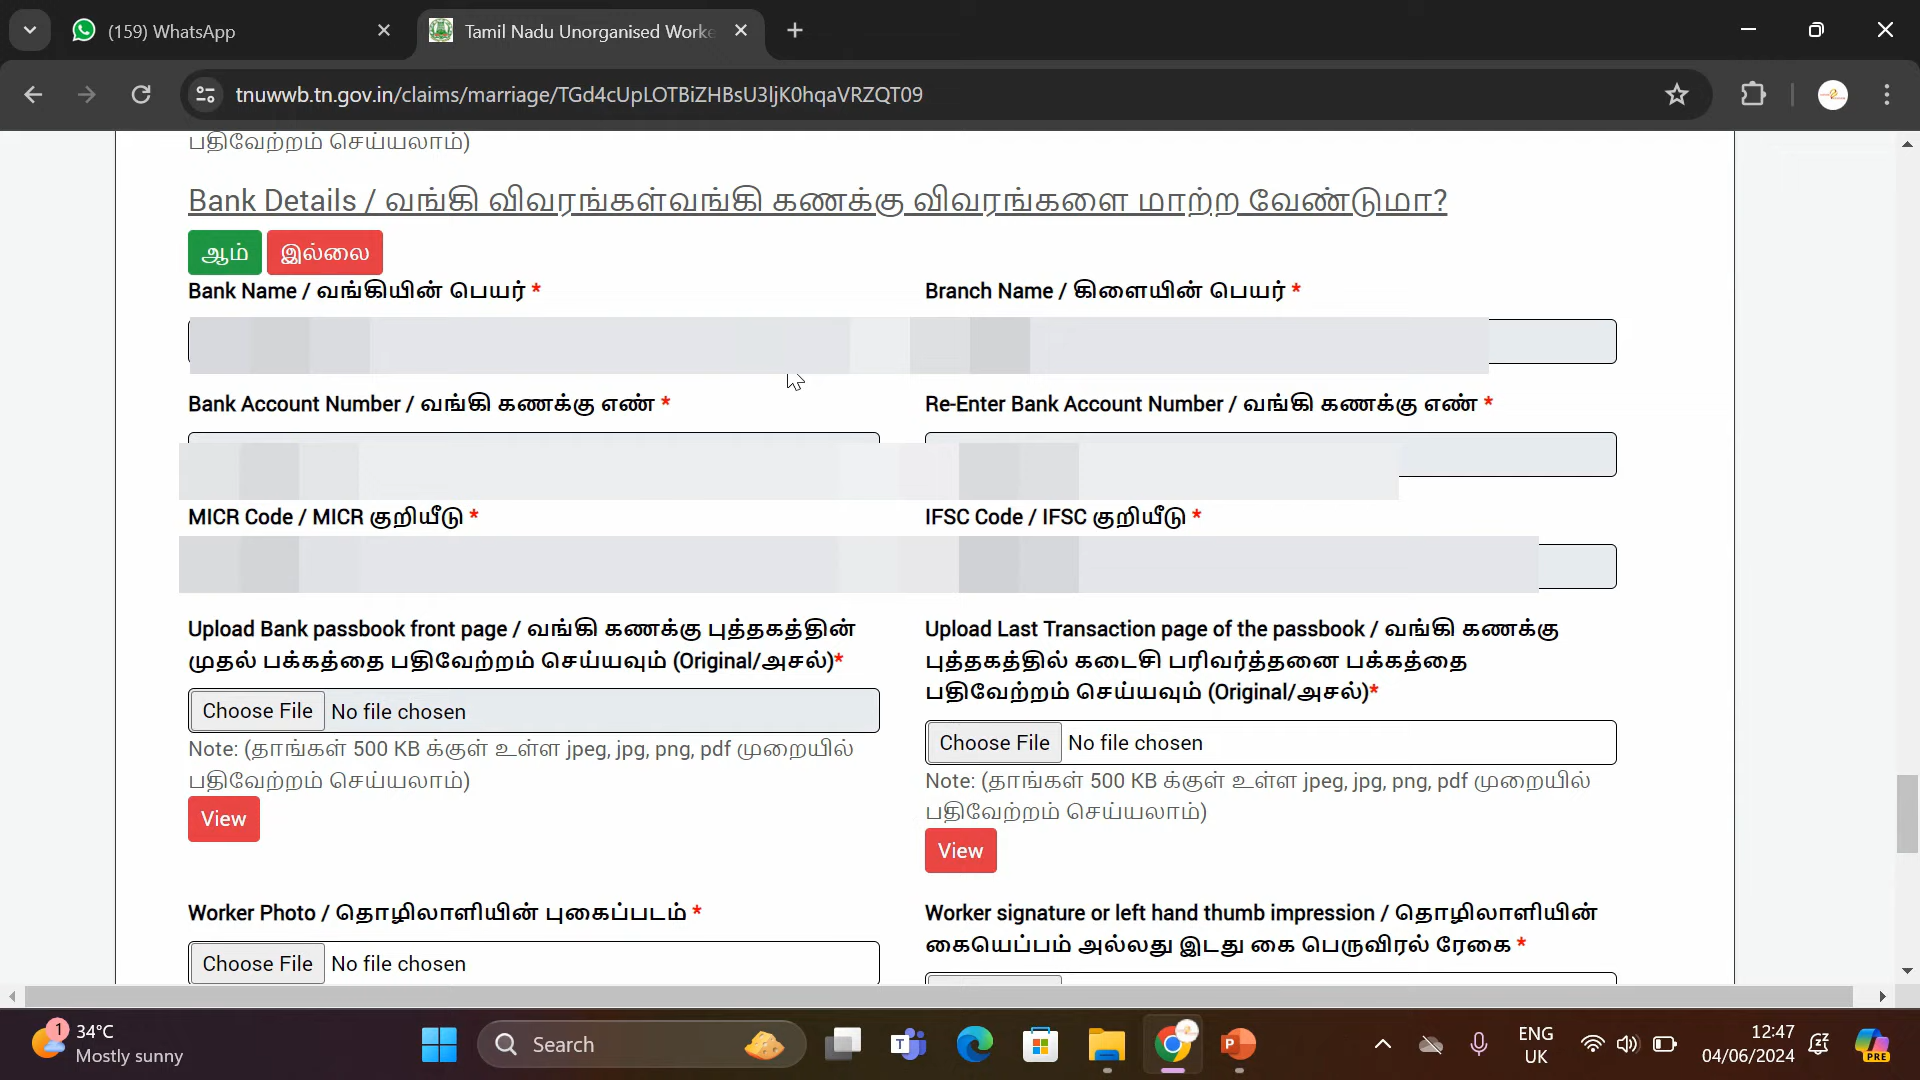 (159) WhatsApp
Tamil Nadu Unorganised Worke
tnuwwb.tn.gov.in/claims/marriage/TGd4cUpLOTBiZHBsU3ljK0hqaVRZQT09
பதிவேற்றம் செய்யலாம்)
Bank Details / வங்கி விவரங்கள்வங்கி கணக்கு விவரங்களை மாற்ற வேண்டுமா?
ஆம் இல்லை
Bank Name / வங்கியின் பெயர் *
Branch Name / கிளையின் பெயர் *
Bank Account Number / வங்கி கணக்கு எண் *
Re-Enter Bank Account Number / வங்கி கணக்கு எண் *
MICR Code / MICR குறியீடு *
IFSC Code / IFSC குறியீடு *
Upload Bank passbook front page / வங்கி கணக்கு புத்தகத்தின்
முதல் பக்கத்தை பதிவேற்றம் செய்யவும் (Original/அசல்)*
Choose File No file chosen
Note: (தாங்கள் 500 KB க்குள் உள்ள jpeg, jpg, png, pdf முறையில்
பதிவேற்றம் செய்யலாம்)
View
Upload Last Transaction page of the passbook / வங்கி கணக்கு
புத்தகத்தில் கடைசி பரிவர்த்தனை பக்கத்தை
பதிவேற்றம் செய்யவும் (Original/அசல்)*
Choose File No file chosen
Note: (தாங்கள் 500 KB க்குள் உள்ள jpeg, jpg, png, pdf முறையில்
பதிவேற்றம் செய்யலாம்)
View
Worker Photo / தொழிலாளியின் புகைப்படம் *
Choose File No file chosen
Worker signature or left hand thumb impression / தொழிலாளியின்
கையெப்பம் அல்லது இடது கை பெருவிரல் ரேகை *
1
34°C
Mostly sunny
Search
ENG
UK
12:47
04/06/2024
PRE